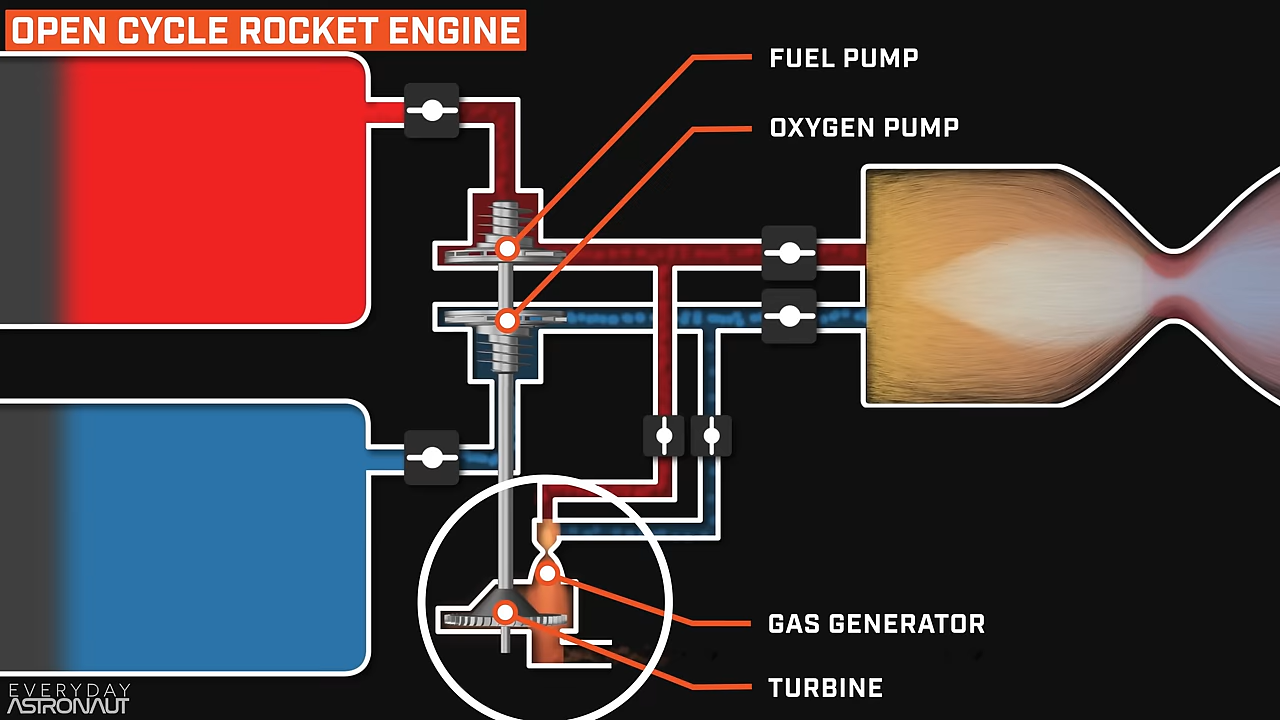 OPEN CYCLE ROCKET ENGINE
FUEL PUMP
OXYGEN PUMP
GAS GENERATOR
TURBINE
EVERYDAY
ASTRONAUT